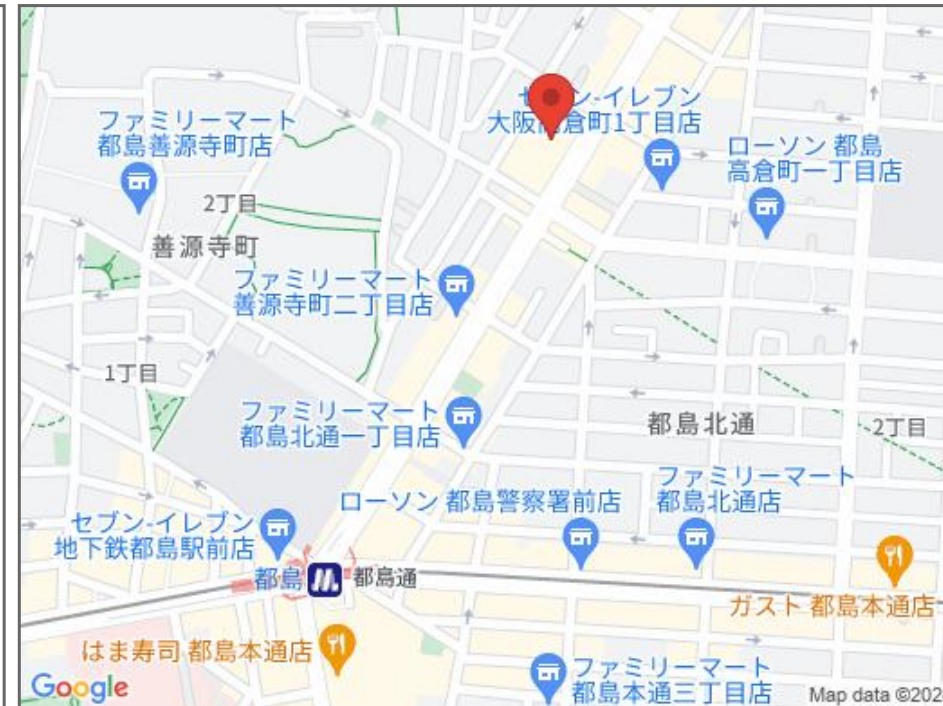 ファミリーマート
都島善源寺町店
セブン-イレブン
大阪高倉町1丁目店
ローソン 都島
高倉町一丁目店
2丁目
善源寺町
ファミリーマート
善源寺町二丁目店
1丁目
ファミリーマート
都島北通一丁目店
都島北通
2丁目
ローソン 都島警察署前店
ファミリーマート
都島北通店
セブン-イレブン
地下鉄都島駅前店
都島
都島通
ガスト 都島本通店
はま寿司 都島本通店
ファミリーマート
都島本通三丁目店
Google
Map data ©202